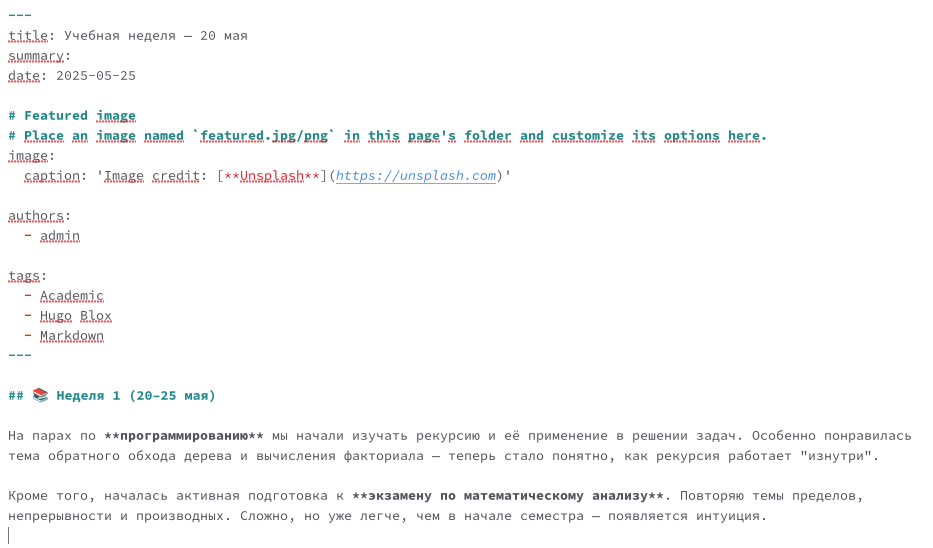 ---
title: Учебная неделя — 20 мая
summary:
date: 2025-05-25
# Featured image
# Place an image named `featured.jpg/png` in this page's folder and customize its options here.
image:
  caption: 'Image credit: [**Unsplash**](https://unsplash.com)'
authors:
  - admin
tags:
  - Academic
  - Hugo Blox
  - Markdown
---
## 📚 Неделя 1 (20–25 мая)
На парах по **программированию** мы начали изучать рекурсию и её применение в решении задач. Особенно понравилась
тема обратного обхода дерева и вычисления факториала — теперь стало понятно, как рекурсия работает "изнутри".
Кроме того, началась активная подготовка к **экзамену по математическому анализу**. Повторяю темы пределов,
непрерывности и производных. Сложно, но уже легче, чем в начале семестра — появляется интуиция.